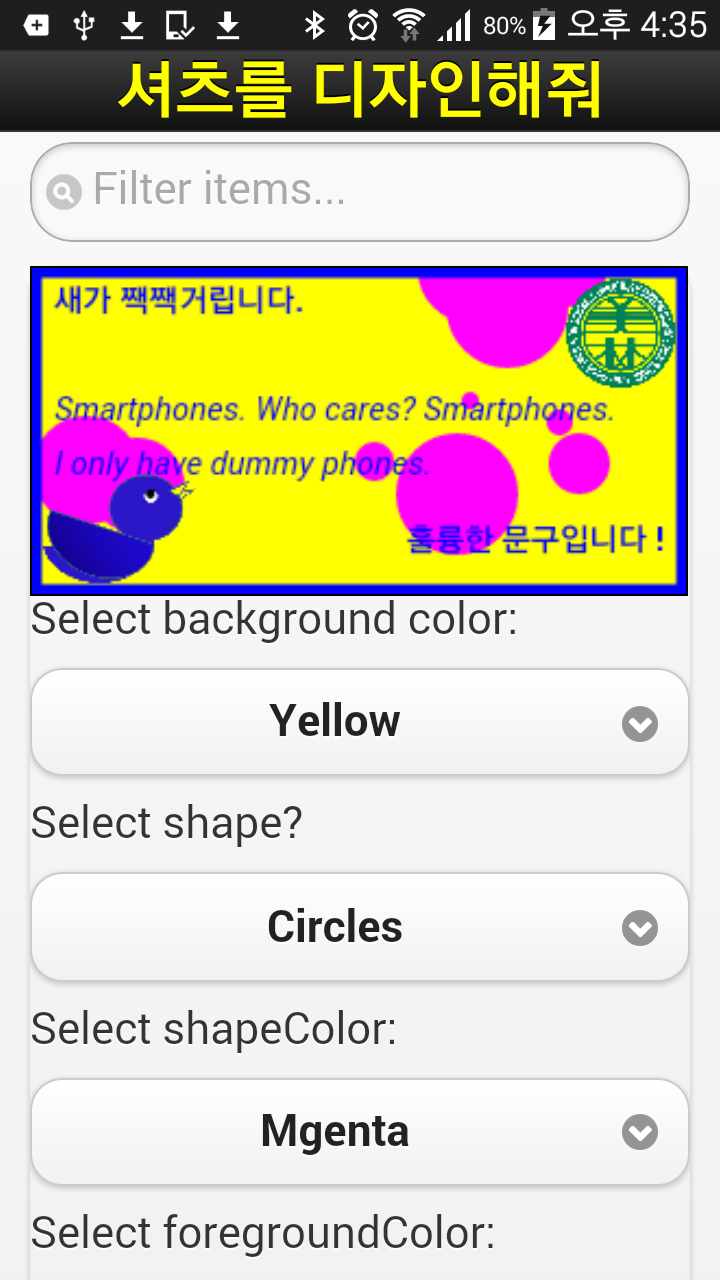 80% 오후 4:35
셔츠를 디자인해줘
Filter items...
새가 짹짹거립니다.
Smartphones. Who cares? Smartphones.
I only have dummy phones.
훌륭한 문구입니다 !
Select background color:
Yellow
Select shape?
Circles
Select shapeColor:
Mgenta
Select foregroundColor: